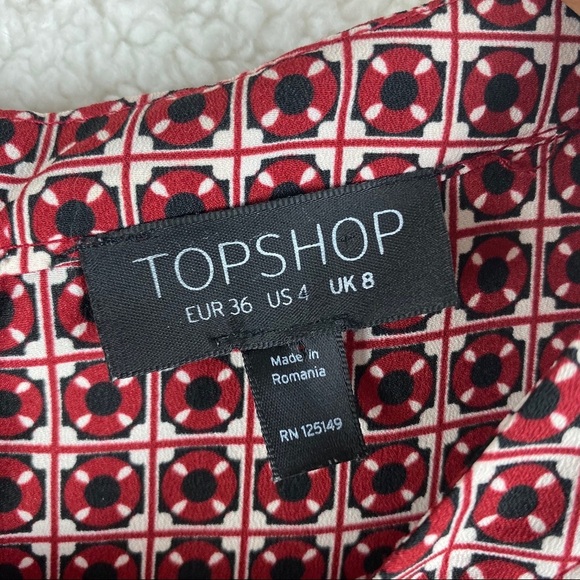 TOPSHOP
EUR 36 US 4 UK 8
Made in
Romania
RN 125149